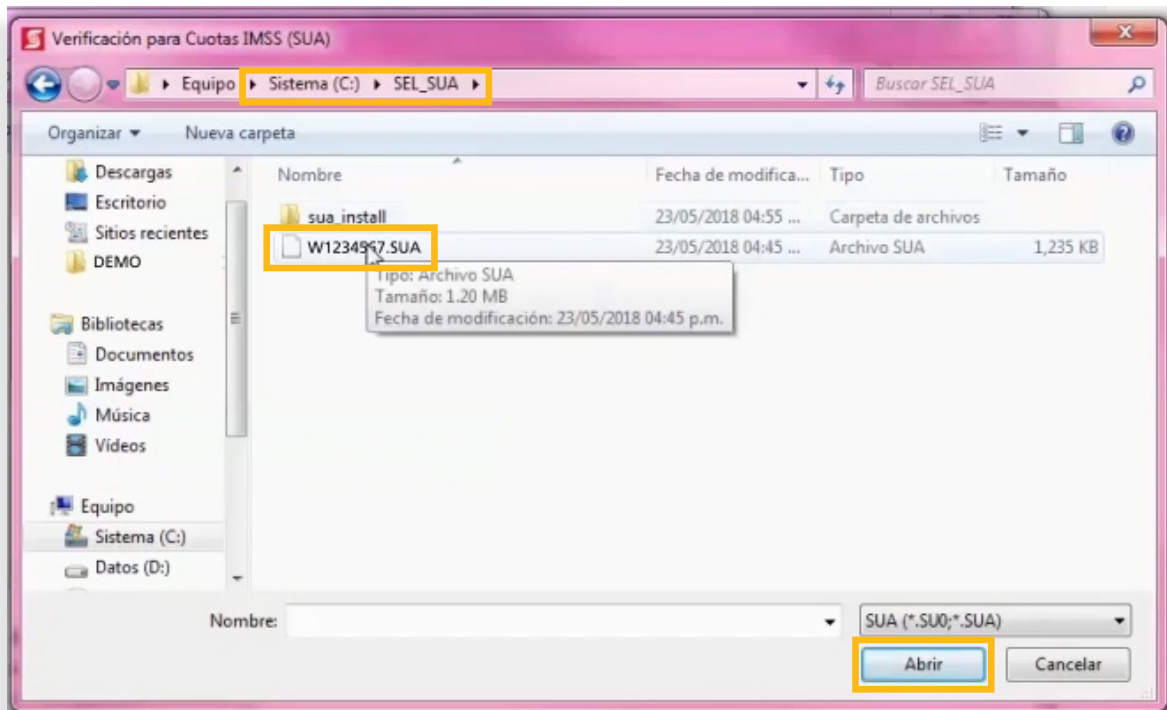 Verificación para Cuotas IMSS (SUA)
Equipo Sistema (C:) SEL_SUA Buscar SEL_SUA
Organizar Nueva carpeta
Descargas
Escritorio
Sitios recientes
DEMO
Bibliotecas
Documentos
Imágenes
Música
Vídeos
Equipo
Sistema (C:)
Datos (D:)
Nombre Fecha de modifica... Tipo Tamaño
sua_install 23/05/2018 04:55 ... Carpeta de archivos
W1234567.SUA 23/05/2018 04:45 ... Archivo SUA 1,235 KB
Tipo: Archivo SUA
Tamaño: 1.20 MB
Fecha de modificación: 23/05/2018 04:45 p.m.
Nombre: SUA (*.SU0;*.SUA)
Abrir Cancelar